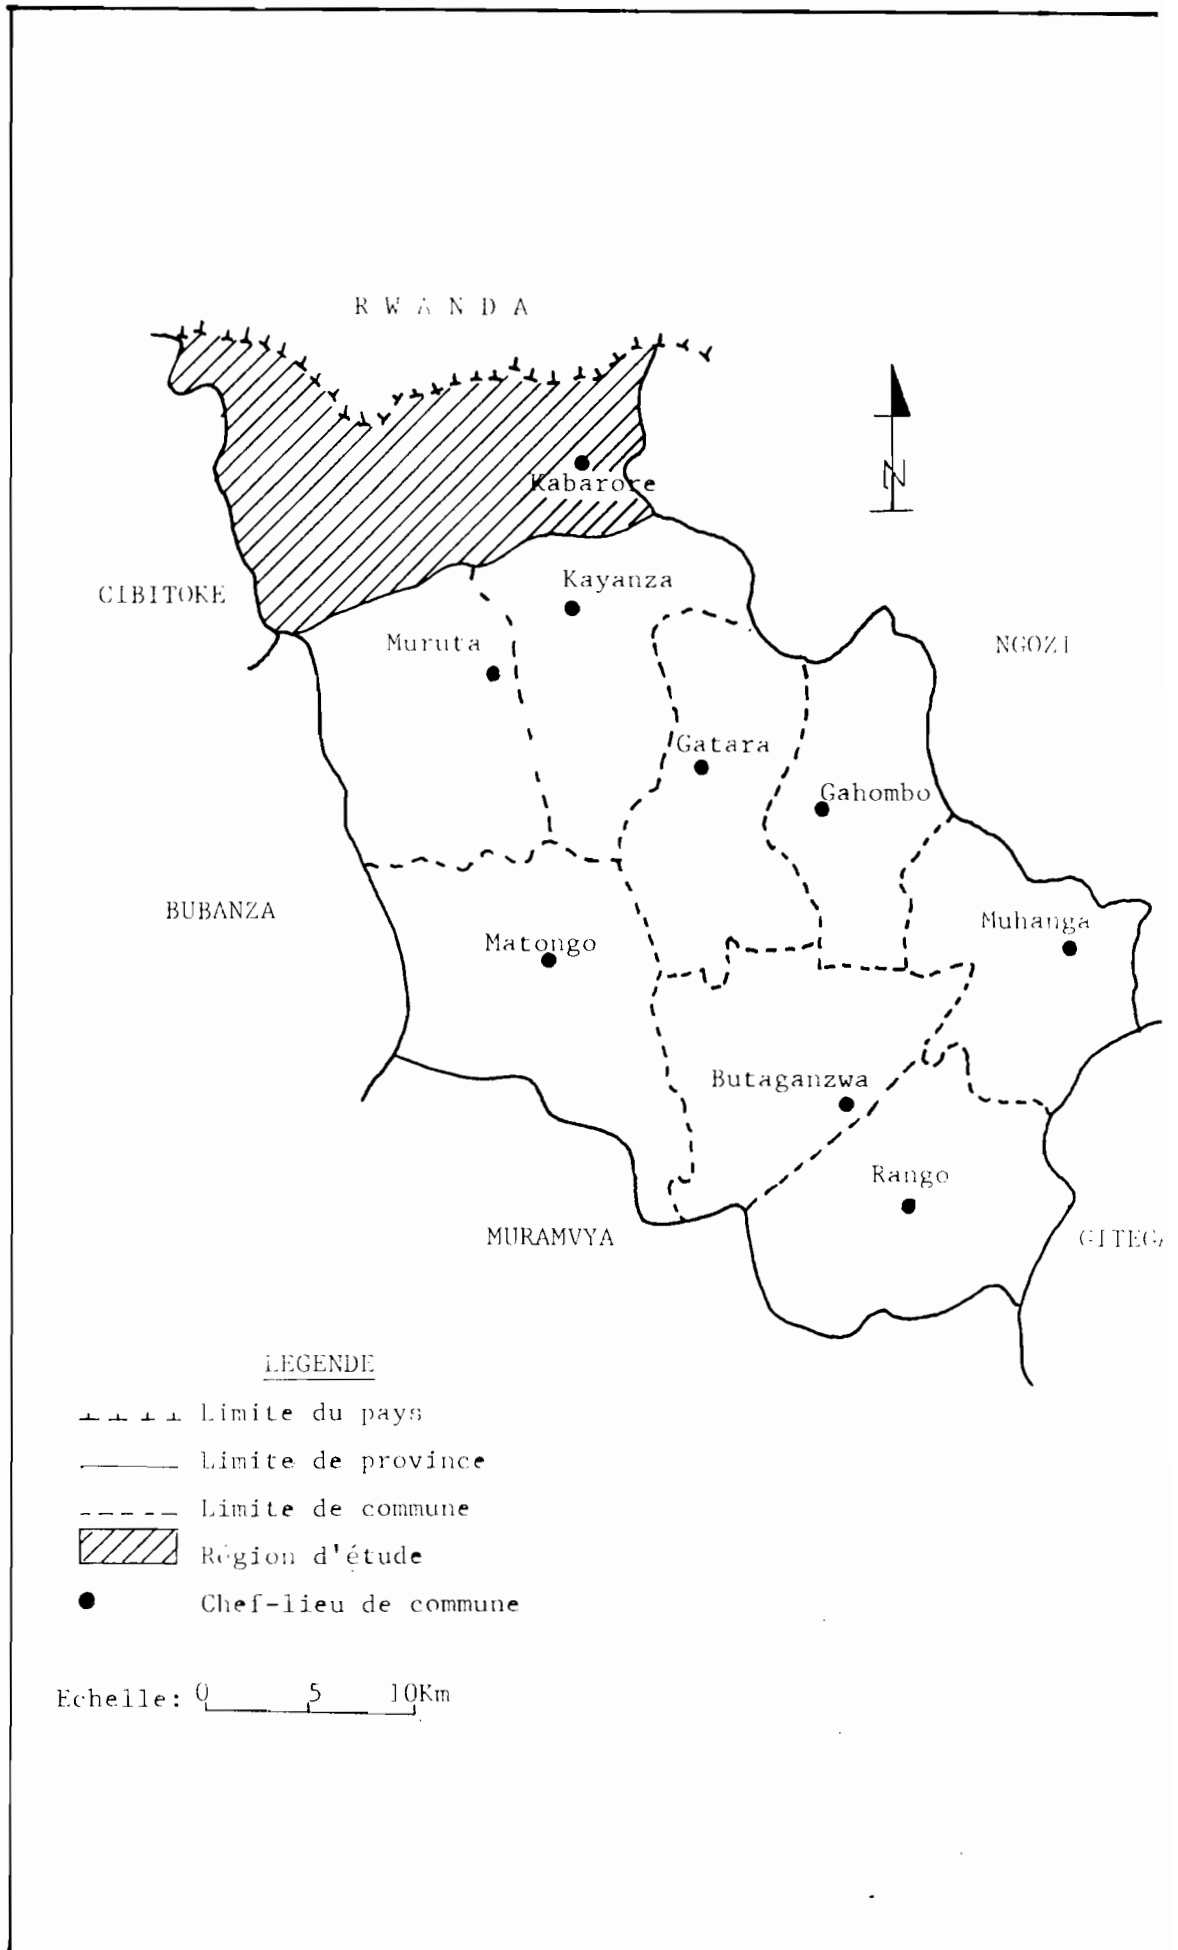 R W A N D A
N
Kabarore
Kayanza
CIBITOKE
Muruta
NGOZI
Gatara
Gahombo
BUBANZA
Muhanga
Matongo
Butaganzwa
Rango
MURAMVYA
GITEGA
LEGENDE
Limite du pays
Limite de province
Limite de commune
Région d'étude
Chef-lieu de commune
Echelle: 0 5 10Km